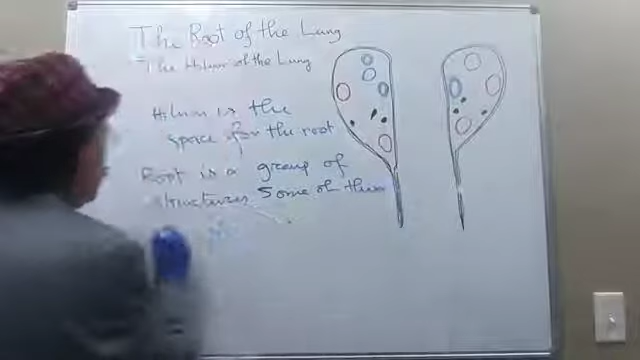 The Root of the Lung
The Hilum of the Lung
Hilum is the
space for the root
Root is a group of
structures Some of them